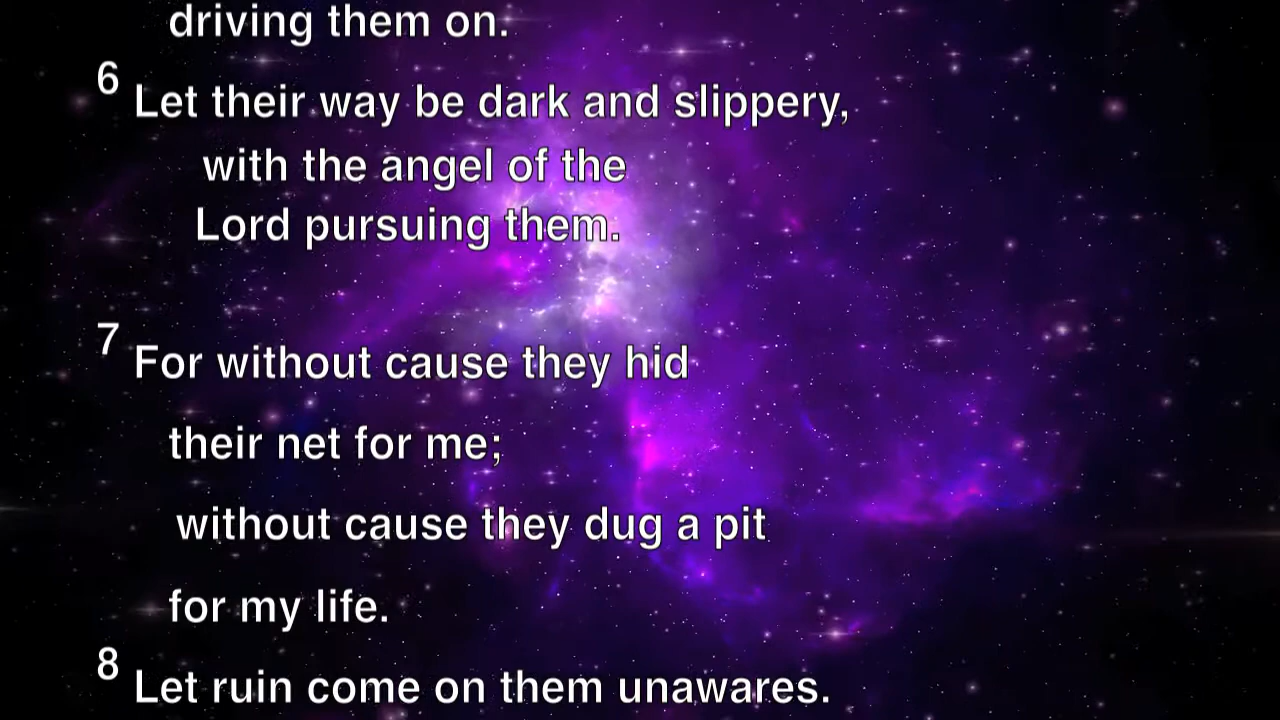 driving them on.
6 Let their way be dark and slippery,
with the angel of the
Lord pursuing them.
7 For without cause they hid
their net for me;
without cause they dug a pit
for my life.
8 Let ruin come on them unawares.